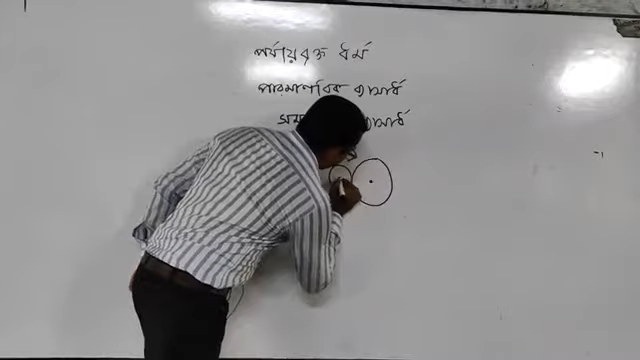 পর্যায়বৃত্ত ধর্ম
পারমাণবিক ব্যাসার্ধ
ব্যাসার্ধ